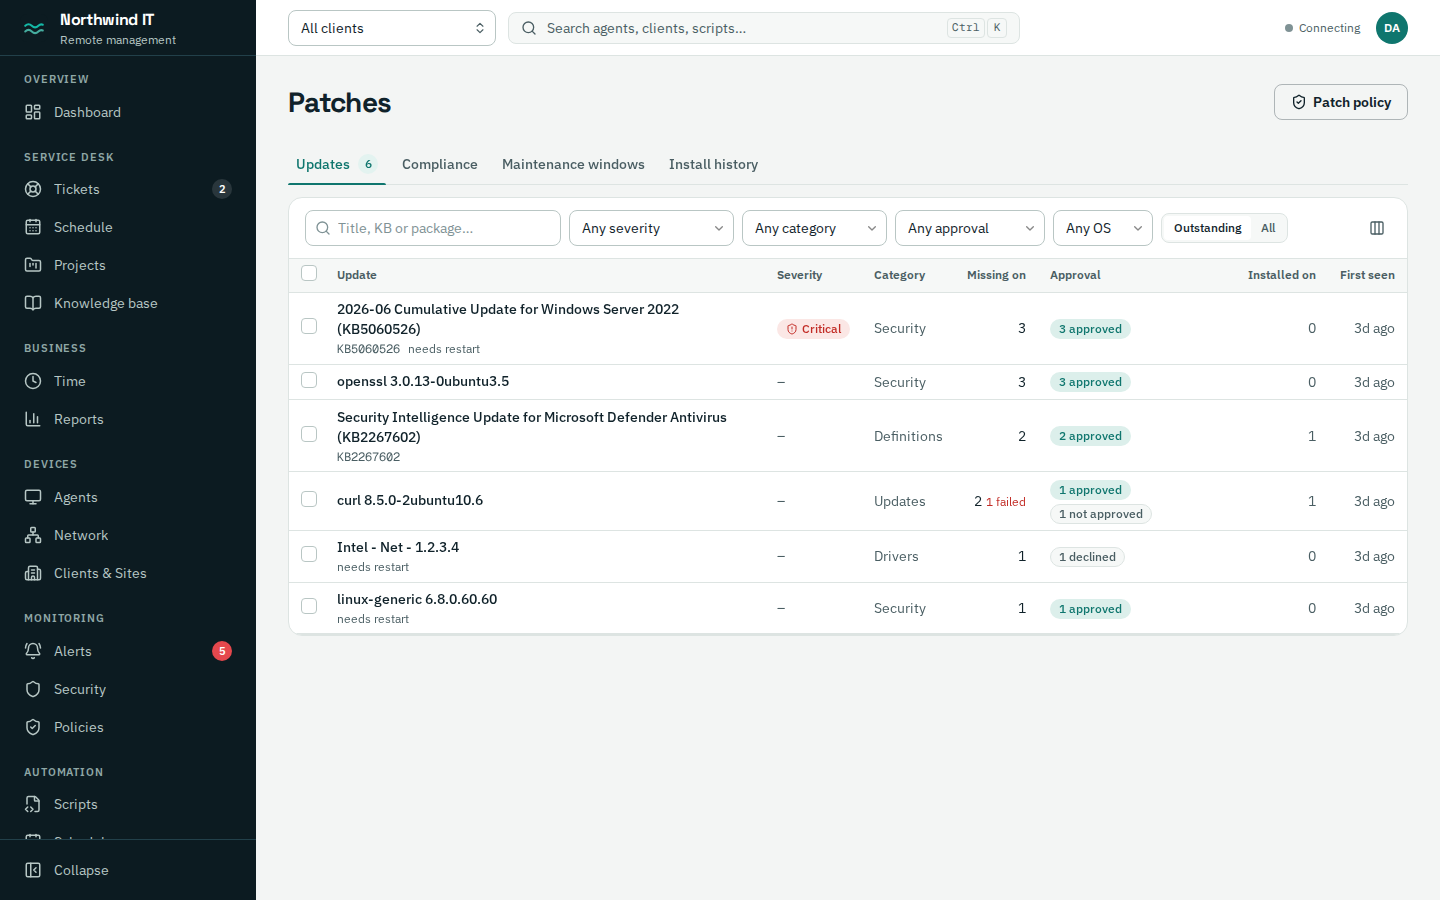 Northwind IT
Remote management
All clients
Search agents, clients, scripts...
Ctrl K
Connecting
DA
OVERVIEW
Dashboard
SERVICE DESK
Tickets 2
Schedule
Projects
Knowledge base
BUSINESS
Time
Reports
DEVICES
Agents
Network
Clients & Sites
MONITORING
Alerts 5
Security
Policies
AUTOMATION
Scripts
Collapse
Patches
Patch policy
Updates 6
Compliance
Maintenance windows
Install history
Title, KB or package...
Any severity
Any category
Any approval
Any OS
Outstanding
All
Update Severity Category Missing on Approval Installed on First seen
2026-06 Cumulative Update for Windows Server 2022
(KB5060526)
KB5060526 needs restart
Critical Security 3 3 approved 0 3d ago
openssl 3.0.13-0ubuntu3.5 – Security 3 3 approved 0 3d ago
Security Intelligence Update for Microsoft Defender Antivirus
(KB2267602)
KB2267602
– Definitions 2 2 approved 1 3d ago
curl 8.5.0-2ubuntu10.6 – Updates 2 1 failed 1 approved
1 not approved
1 3d ago
Intel - Net - 1.2.3.4
needs restart
– Drivers 1 1 declined 0 3d ago
linux-generic 6.8.0.60.60
needs restart
– Security 1 1 approved 0 3d ago